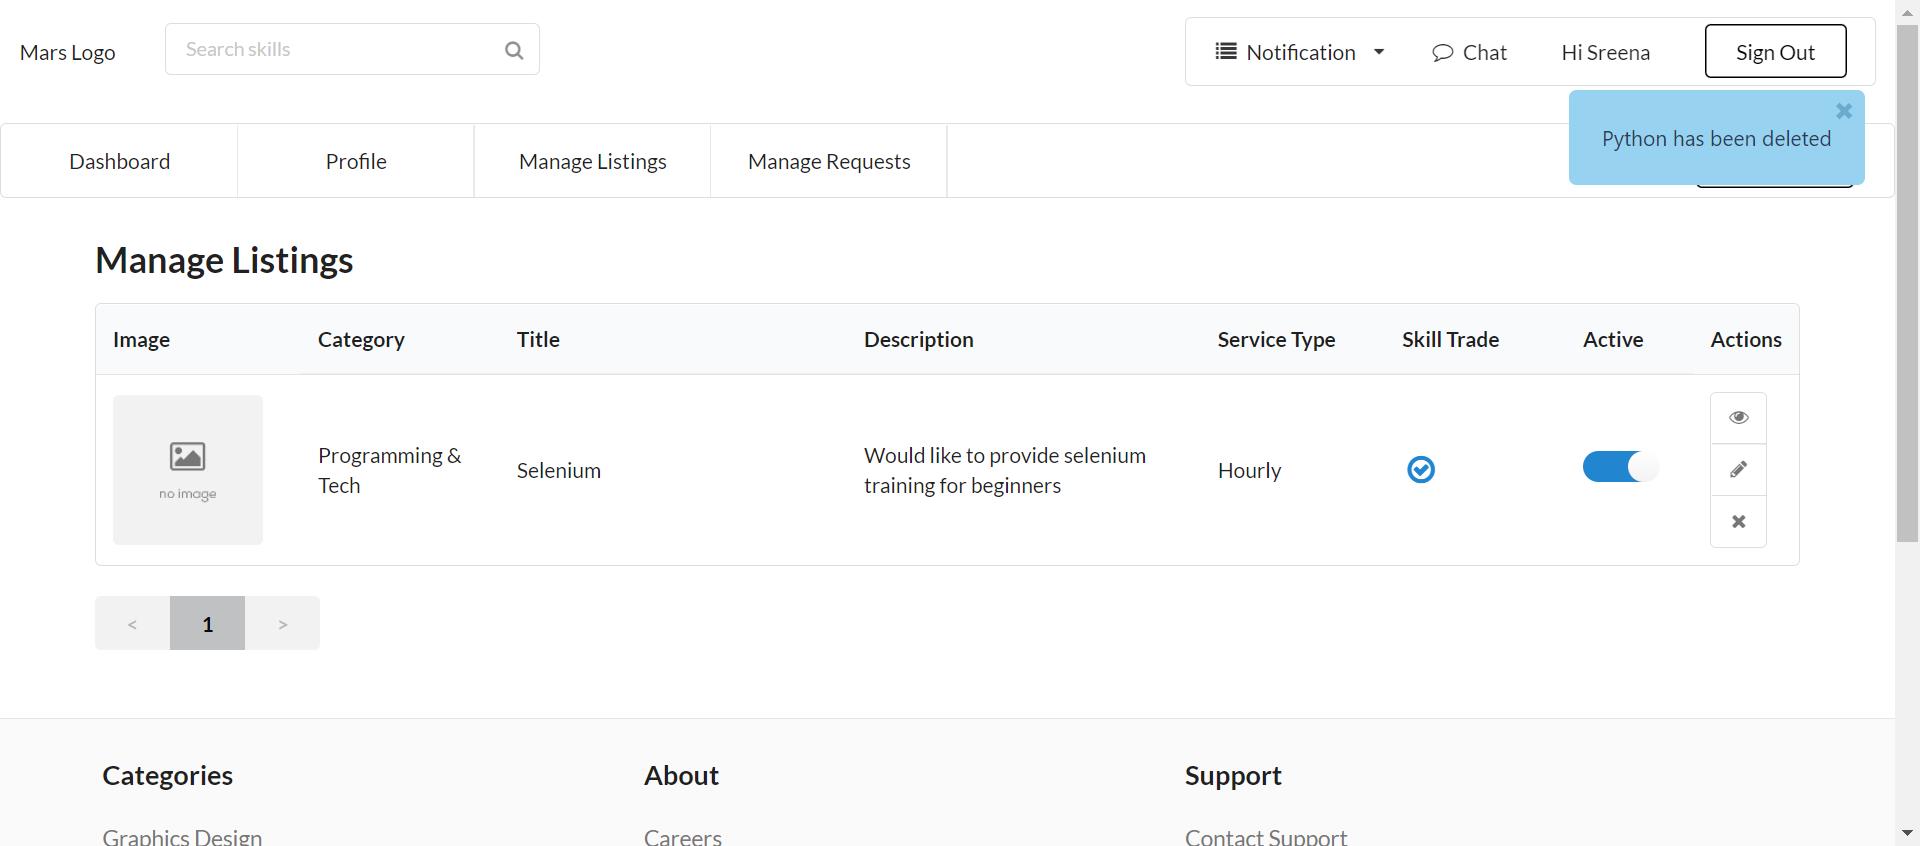 Mars Logo
Search skills
Notification
Chat
Hi Sreena
Sign Out
Python has been deleted
Dashboard
Profile
Manage Listings
Manage Requests
Manage Listings
Image
Category
Title
Description
Service Type
Skill Trade
Active
Actions
no image
Programming &
Tech
Selenium
Would like to provide selenium
training for beginners
Hourly
<
1
>
Categories
About
Support
Graphics Design
Careers
Contact Support